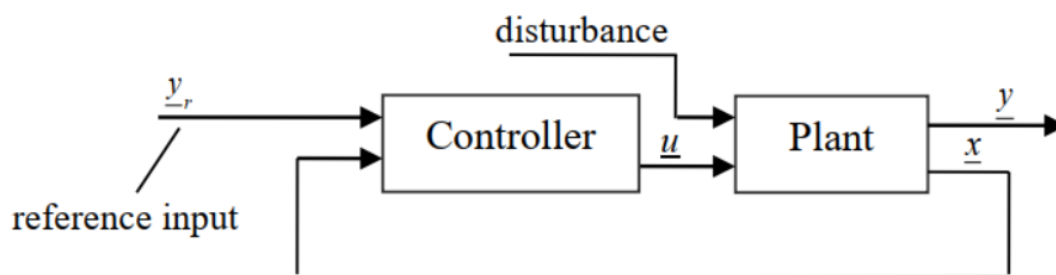 disturbance
y_r
y
Controller
u
Plant
x
reference input